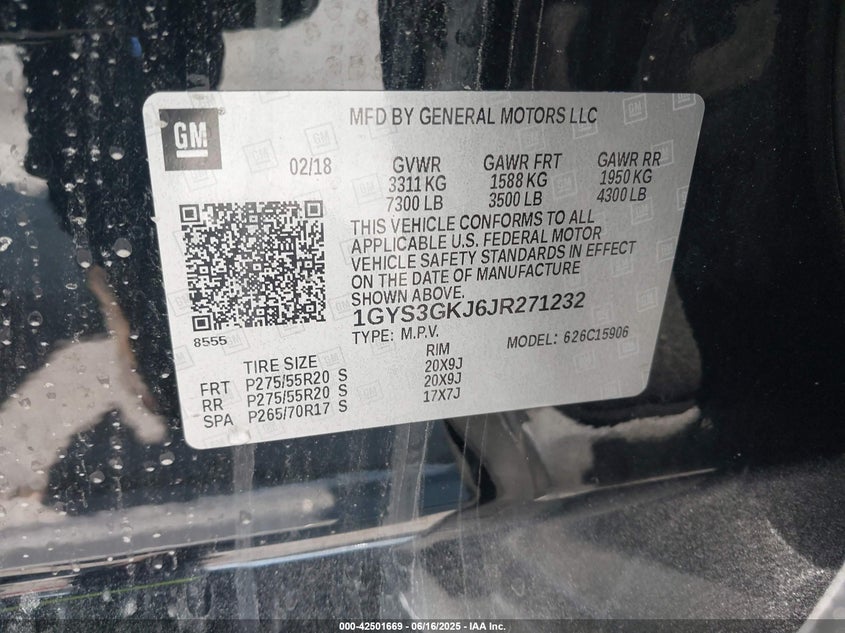 GM
MFD BY GENERAL MOTORS LLC
02/18
GVWR GAWR FRT GAWR RR
3311 KG 1588 KG 1950 KG
7300 LB 3500 LB 4300 LB
THIS VEHICLE CONFORMS TO ALL
APPLICABLE U.S. FEDERAL MOTOR
VEHICLE SAFETY STANDARDS IN EFFECT
ON THE DATE OF MANUFACTURE
SHOWN ABOVE.
8555
1GYS3GKJ6JR271232
TYPE: M.P.V. MODEL: 626C15906
TIRE SIZE RIM
FRT P275/55R20 S 20X9J
RR P275/55R20 S 20X9J
SPA P265/70R17 S 17X7J
000-42501669 - 06/16/2025 - IAA Inc.